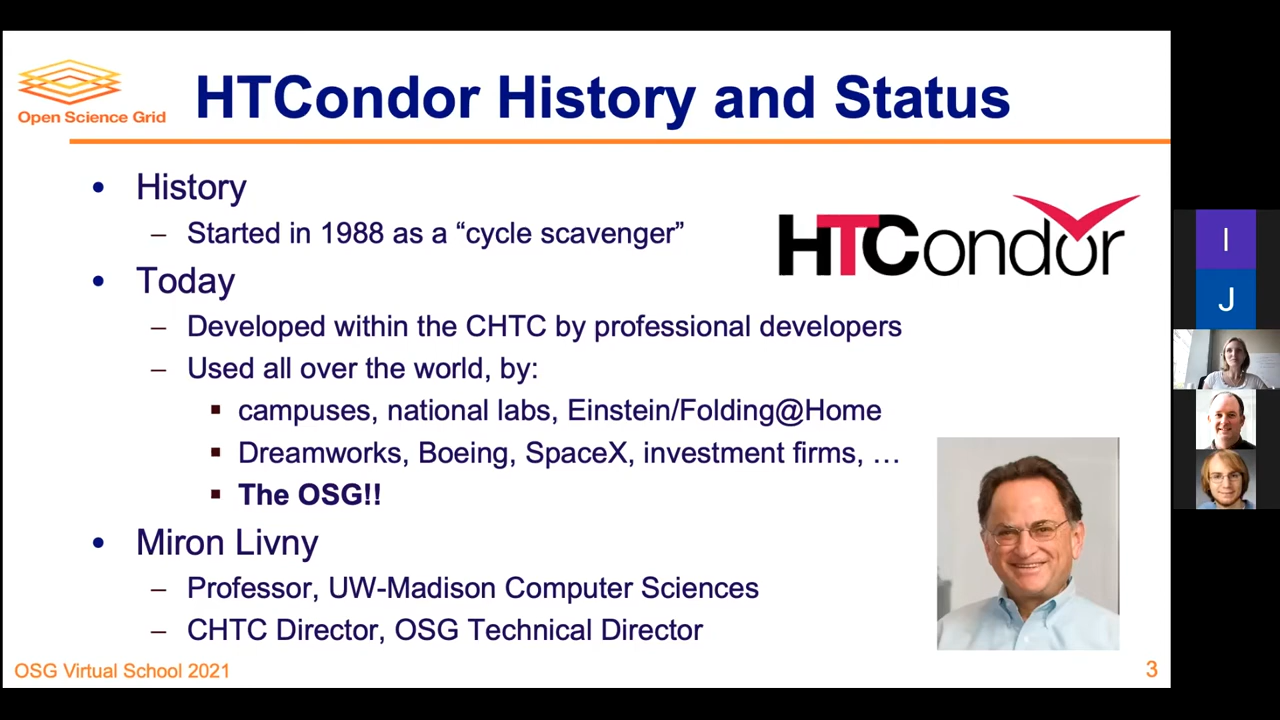 Open Science Grid
HTCondor History and Status
• History
– Started in 1988 as a “cycle scavenger”
HTCondor
• Today
– Developed within the CHTC by professional developers
– Used all over the world, by:
▪ campuses, national labs, Einstein/Folding@Home
▪ Dreamworks, Boeing, SpaceX, investment firms, …
▪ The OSG!!
• Miron Livny
– Professor, UW-Madison Computer Sciences
– CHTC Director, OSG Technical Director
OSG Virtual School 2021
3
I
J